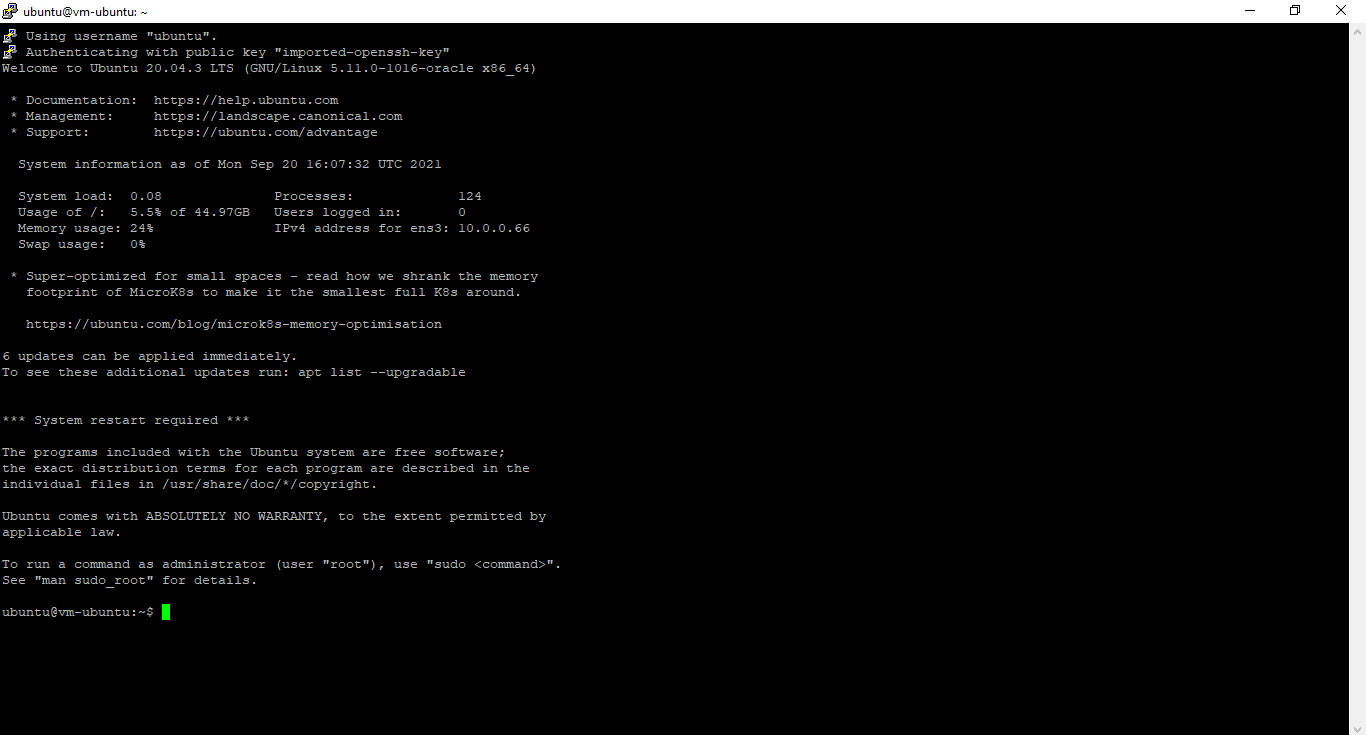 ubuntu@vm-ubuntu: ~
Using username "ubuntu".
Authenticating with public key "imported-openssh-key"
Welcome to Ubuntu 20.04.3 LTS (GNU/Linux 5.11.0-1016-oracle x86_64)
* Documentation:  https://help.ubuntu.com
* Management:     https://landscape.canonical.com
* Support:        https://ubuntu.com/advantage
System information as of Mon Sep 20 16:07:32 UTC 2021
System load:  0.08              Processes:             124
Usage of /:   5.5% of 44.97GB   Users logged in:       0
Memory usage: 24%               IPv4 address for ens3: 10.0.0.66
Swap usage:   0%
* Super-optimized for small spaces - read how we shrank the memory
footprint of MicroK8s to make it the smallest full K8s around.
https://ubuntu.com/blog/microk8s-memory-optimisation
6 updates can be applied immediately.
To see these additional updates run: apt list --upgradable
*** System restart required ***
The programs included with the Ubuntu system are free software;
the exact distribution terms for each program are described in the
individual files in /usr/share/doc/*/copyright.
Ubuntu comes with ABSOLUTELY NO WARRANTY, to the extent permitted by
applicable law.
To run a command as administrator (user "root"), use "sudo <command>".
See "man sudo_root" for details.
ubuntu@vm-ubuntu:~$